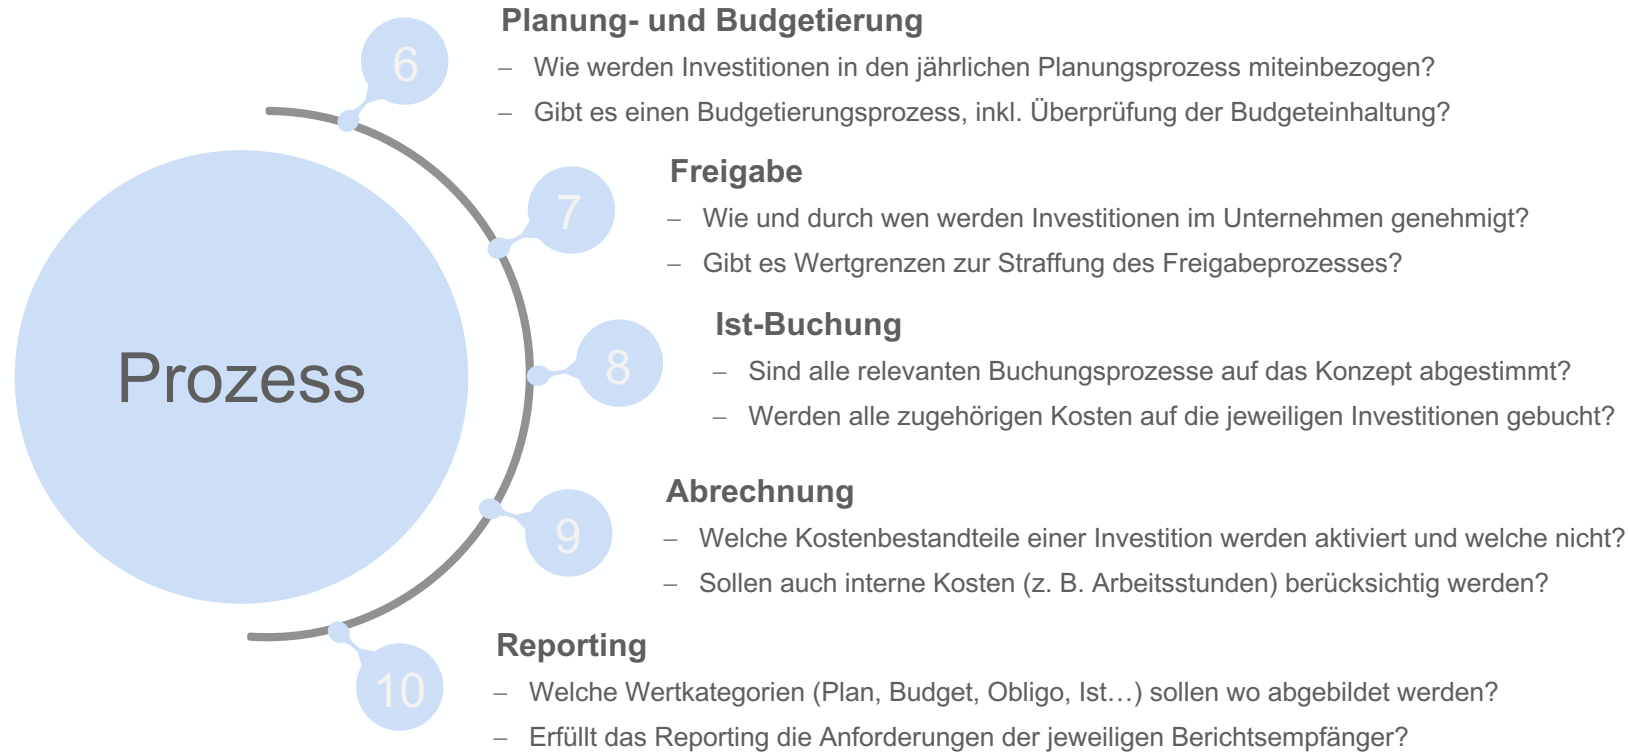 Planung- und Budgetierung
6
– Wie werden Investitionen in den jährlichen Planungsprozess miteinbezogen?
– Gibt es einen Budgetierungsprozess, inkl. Überprüfung der Budgeteinhaltung?
Freigabe
7
– Wie und durch wen werden Investitionen im Unternehmen genehmigt?
– Gibt es Wertgrenzen zur Straffung des Freigabeprozesses?
Ist-Buchung
8
– Sind alle relevanten Buchungsprozesse auf das Konzept abgestimmt?
– Werden alle zugehörigen Kosten auf die jeweiligen Investitionen gebucht?
Prozess
Abrechnung
9
– Welche Kostenbestandteile einer Investition werden aktiviert und welche nicht?
– Sollen auch interne Kosten (z. B. Arbeitsstunden) berücksichtig werden?
Reporting
10
– Welche Wertkategorien (Plan, Budget, Obligo, Ist…) sollen wo abgebildet werden?
– Erfüllt das Reporting die Anforderungen der jeweiligen Berichtsempfänger?